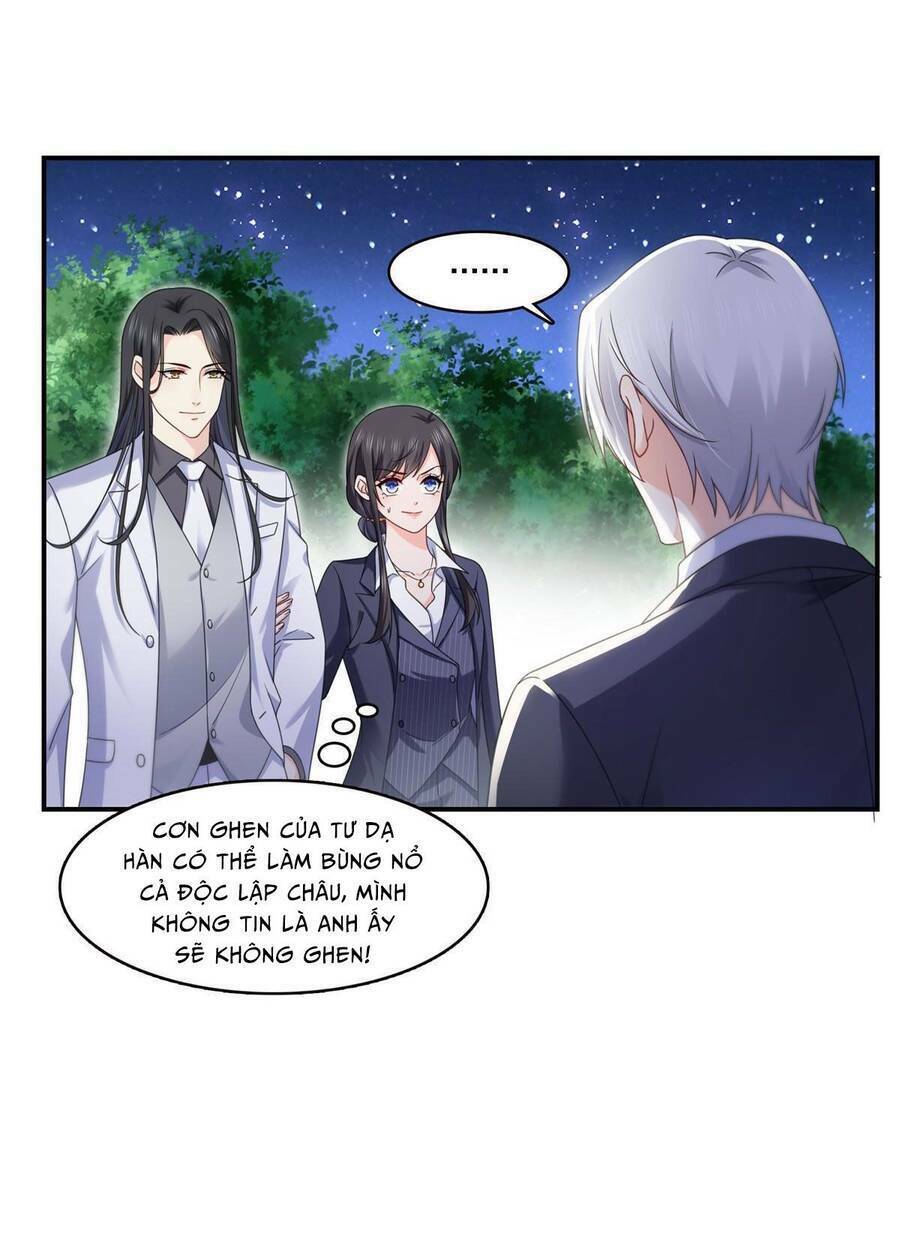 ......
CƠN GHEN CỦA TƯ DẠ
HÀN CÓ THỂ LÀM BÙNG NỔ
CẢ ĐỘC LẬP CHÂU, MÌNH
KHÔNG TIN LÀ ANH ẤY
SẼ KHÔNG GHEN!